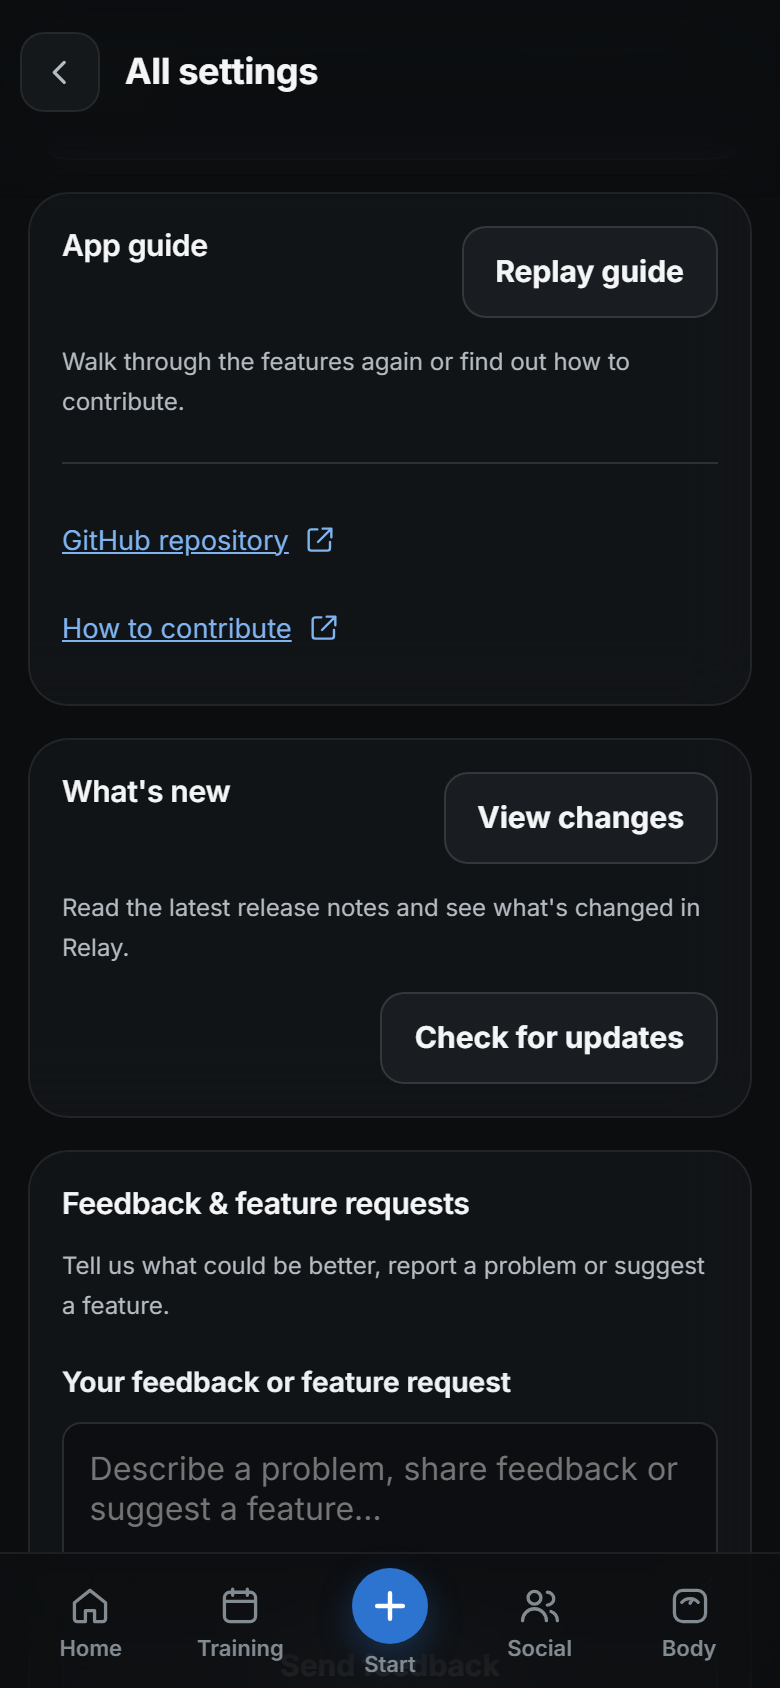 All settings
App guide
Replay guide
Walk through the features again or find out how to
contribute.
GitHub repository
How to contribute
What's new
View changes
Read the latest release notes and see what's changed in
Relay.
Check for updates
Feedback & feature requests
Tell us what could be better, report a problem or suggest
a feature.
Your feedback or feature request
Describe a problem, share feedback or
suggest a feature...
Send feedback
Home
Training
Start
Social
Body